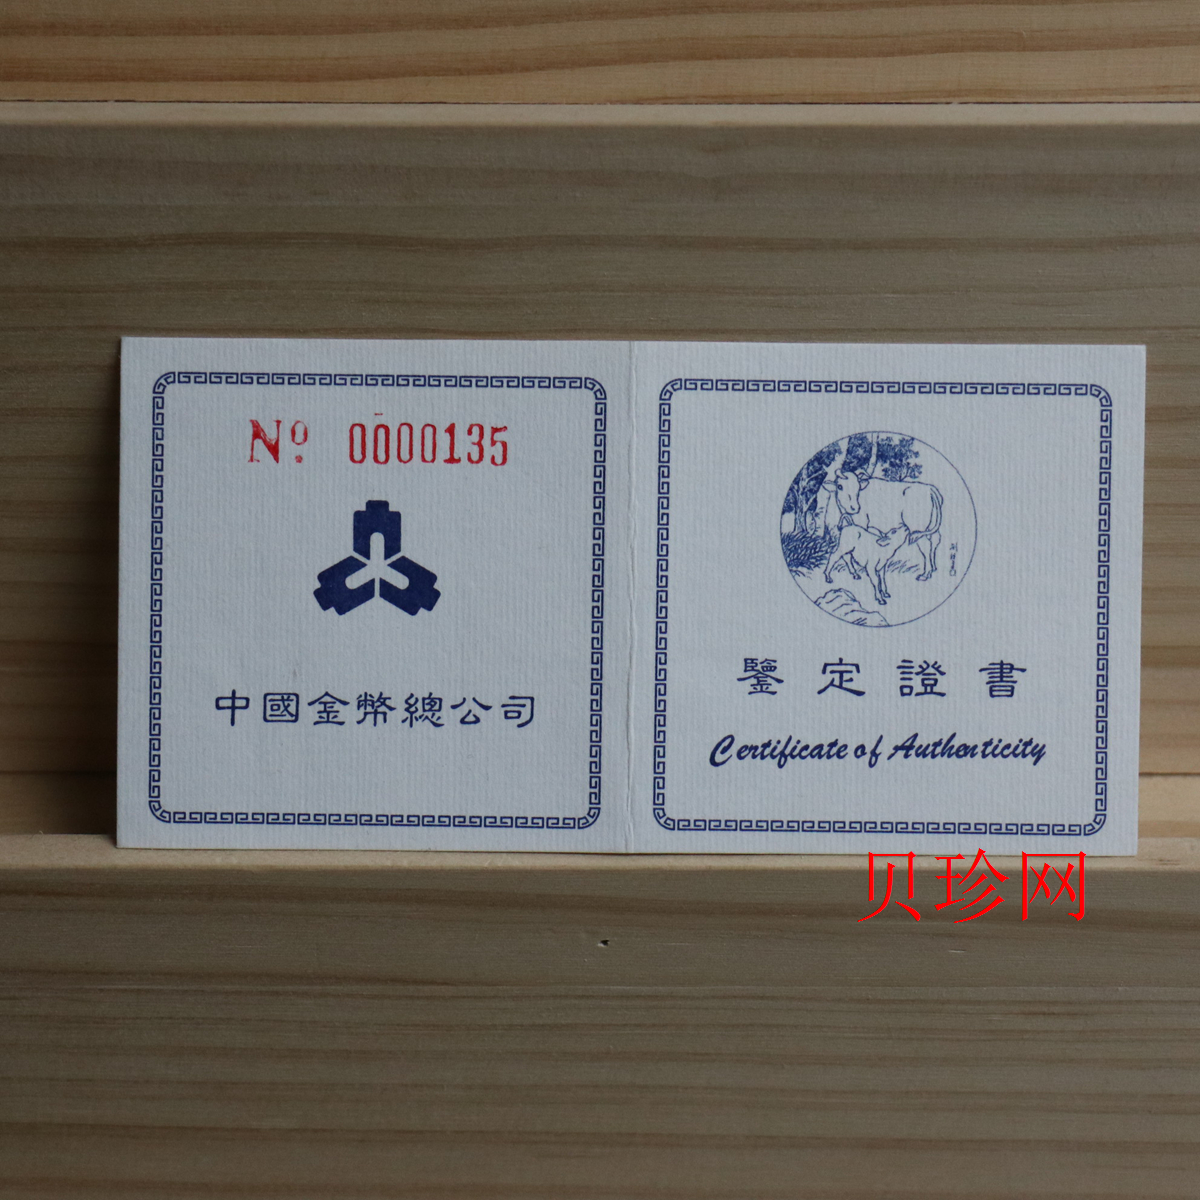 Nº 0000135
中國金幣總公司
鑒定證書
Certificate of Authenticity
贝珍网